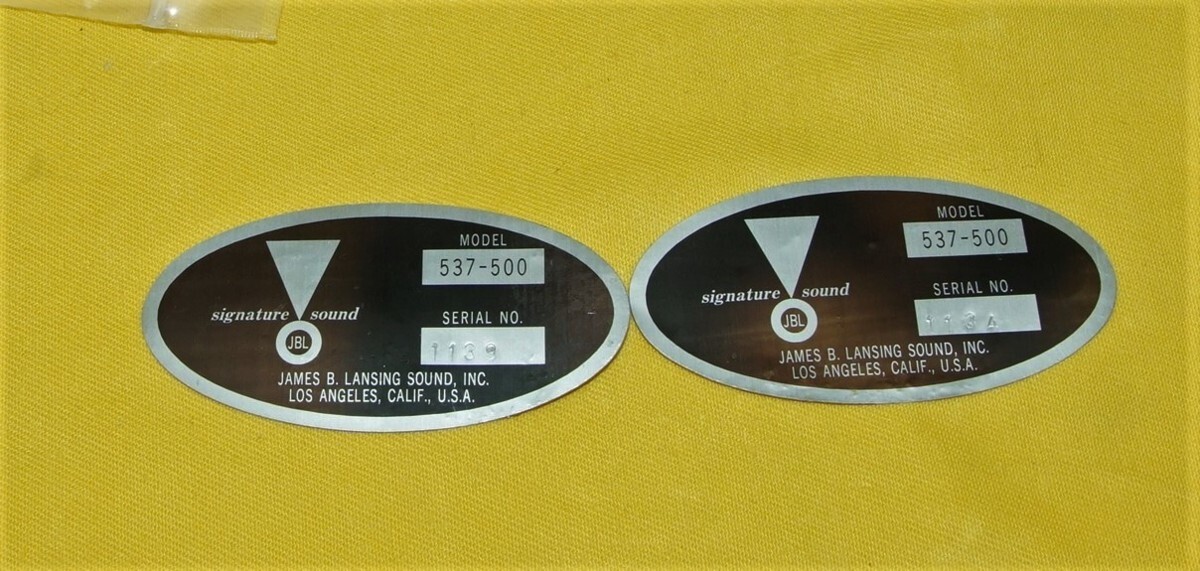 MODEL
537-500
signature sound
SERIAL NO.
JBL
1139
JAMES B. LANSING SOUND, INC.
LOS ANGELES, CALIF., U.S.A.
MODEL
537-500
signature sound
SERIAL NO.
JBL
JAMES B. LANSING SOUND, INC.
LOS ANGELES, CALIF., U.S.A.